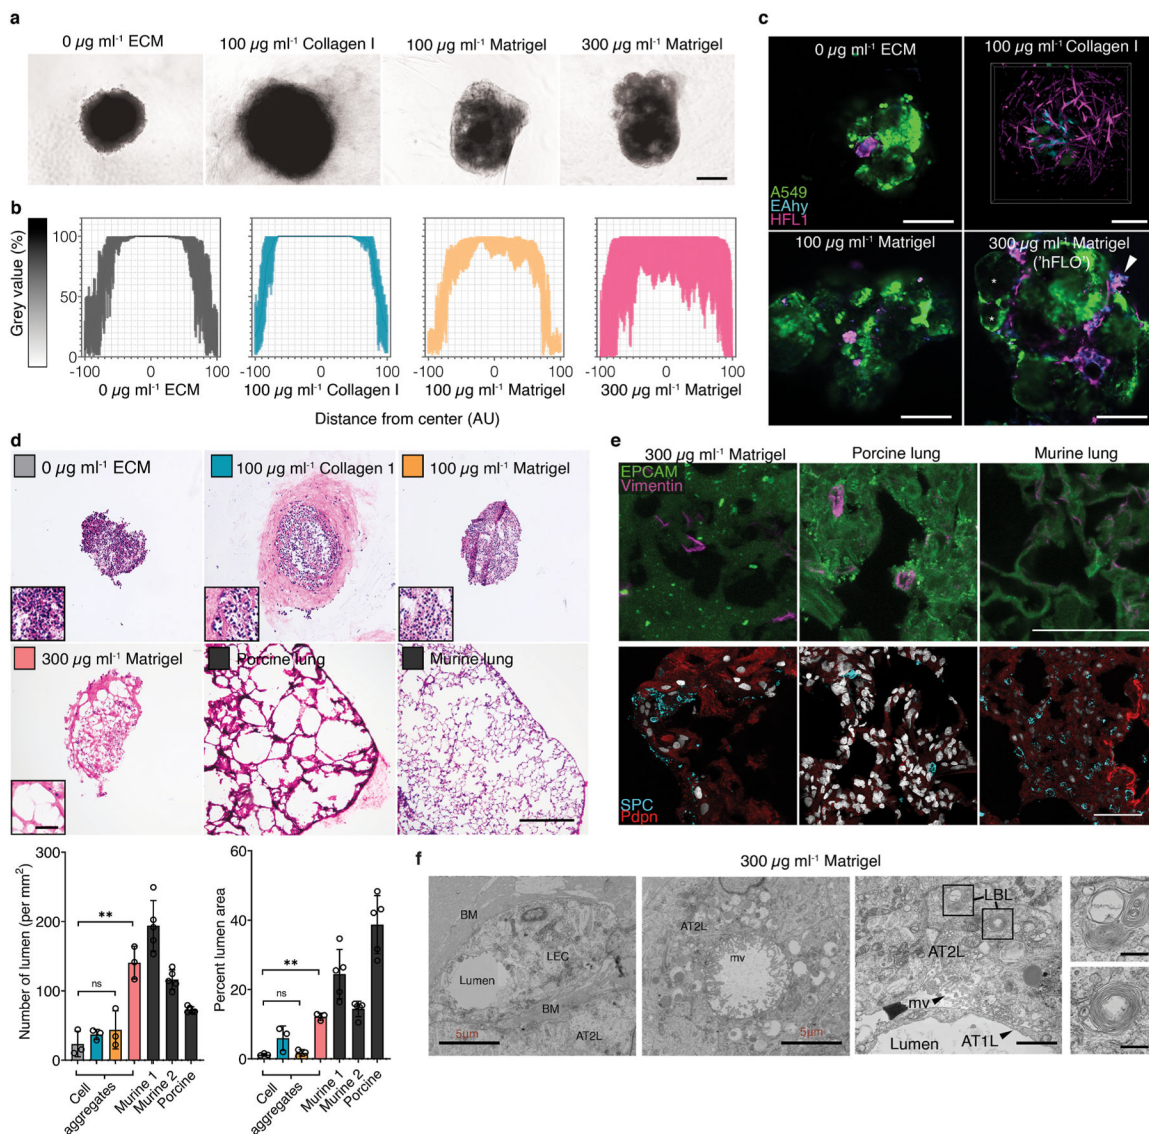 a
0 µg ml⁻¹ ECM
100 µg ml⁻¹ Collagen I
100 µg ml⁻¹ Matrigel
300 µg ml⁻¹ Matrigel
b
Grey value (%)
100
50
0
-100 -50 0 50 100
0 µg ml⁻¹ ECM
-100 -50 0 50 100
100 µg ml⁻¹ Collagen I
-100 -50 0 50 100
100 µg ml⁻¹ Matrigel
-100 -50 0 50 100
300 µg ml⁻¹ Matrigel
Distance from center (AU)
c
0 µg ml⁻¹ ECM
100 µg ml⁻¹ Collagen I
A549
EAhy
HFL1
100 µg ml⁻¹ Matrigel
300 µg ml⁻¹ Matrigel
('hFLO')
*
*
d
0 µg ml⁻¹ ECM
100 µg ml⁻¹ Collagen 1
100 µg ml⁻¹ Matrigel
300 µg ml⁻¹ Matrigel
Porcine lung
Murine lung
Number of lumen (per mm²)
300
200
100
0
**
ns
Cell
aggregates
Murine 1
Murine 2
Porcine
Percent lumen area
60
40
20
0
**
ns
Cell
aggregates
Murine 1
Murine 2
Porcine
e
300 µg ml⁻¹ Matrigel
Porcine lung
Murine lung
EPCAM
Vimentin
SPC
Pdpn
f
300 µg ml⁻¹ Matrigel
BM
LEC
Lumen
BM
AT2L
5µm
AT2L
mv
5µm
LBL
AT2L
mv
Lumen
AT1L